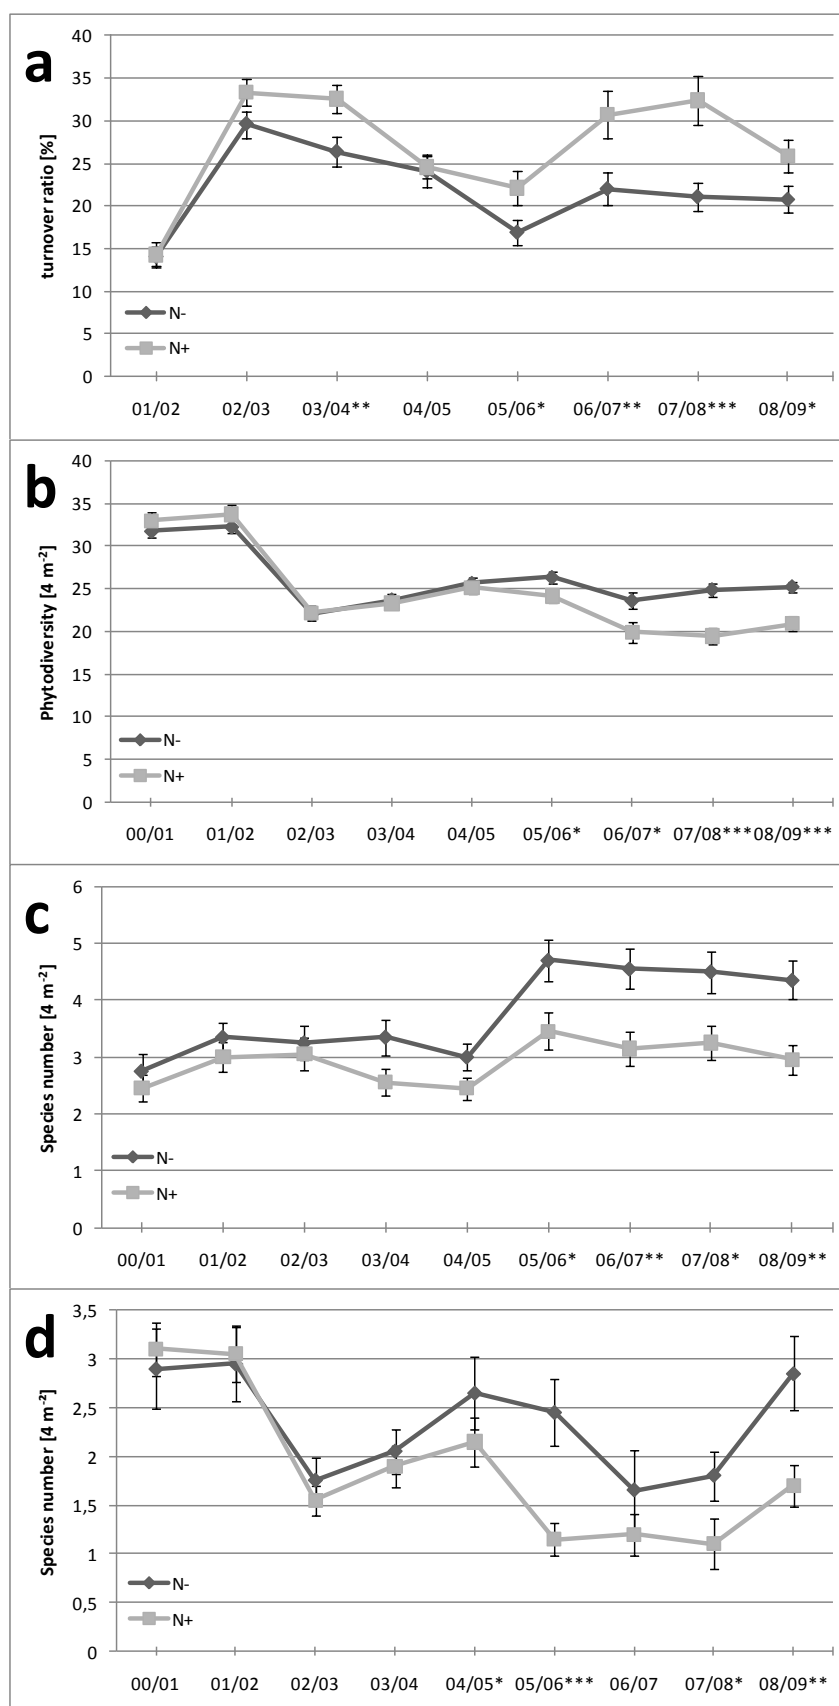 a
turnover ratio [%]
40
35
30
25
20
15
10
5
0
N-
N+
01/02 02/03 03/04** 04/05 05/06* 06/07** 07/08*** 08/09*
b
Phytodiversity [4 m⁻²]
40
35
30
25
20
15
10
5
0
N-
N+
00/01 01/02 02/03 03/04 04/05 05/06* 06/07* 07/08*** 08/09***
c
Species number [4 m⁻²]
6
5
4
3
2
1
0
N-
N+
00/01 01/02 02/03 03/04 04/05 05/06* 06/07** 07/08* 08/09**
d
Species number [4 m⁻²]
3,5
3
2,5
2
1,5
1
0,5
0
N-
N+
00/01 01/02 02/03 03/04 04/05* 05/06*** 06/07 07/08* 08/09**